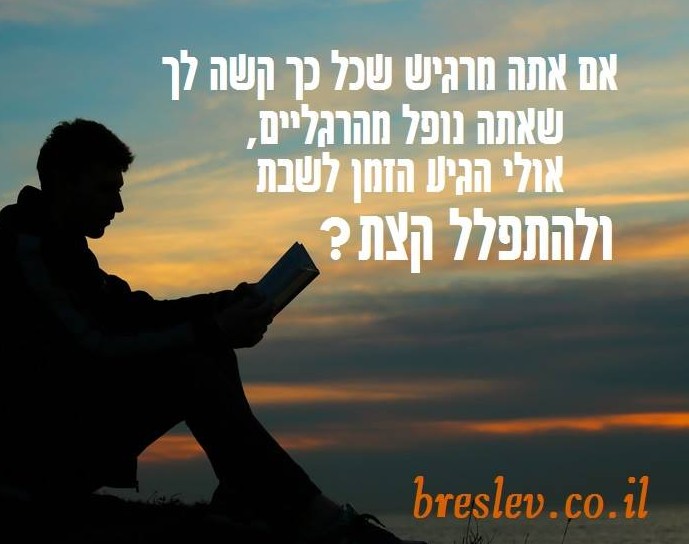 אם אתה מרגיש שכל כך קשה לך
שאתה נופל מהרגליים,
אולי הגיע הזמן לשבת
ולהתפלל קצת?
breslev.co.il